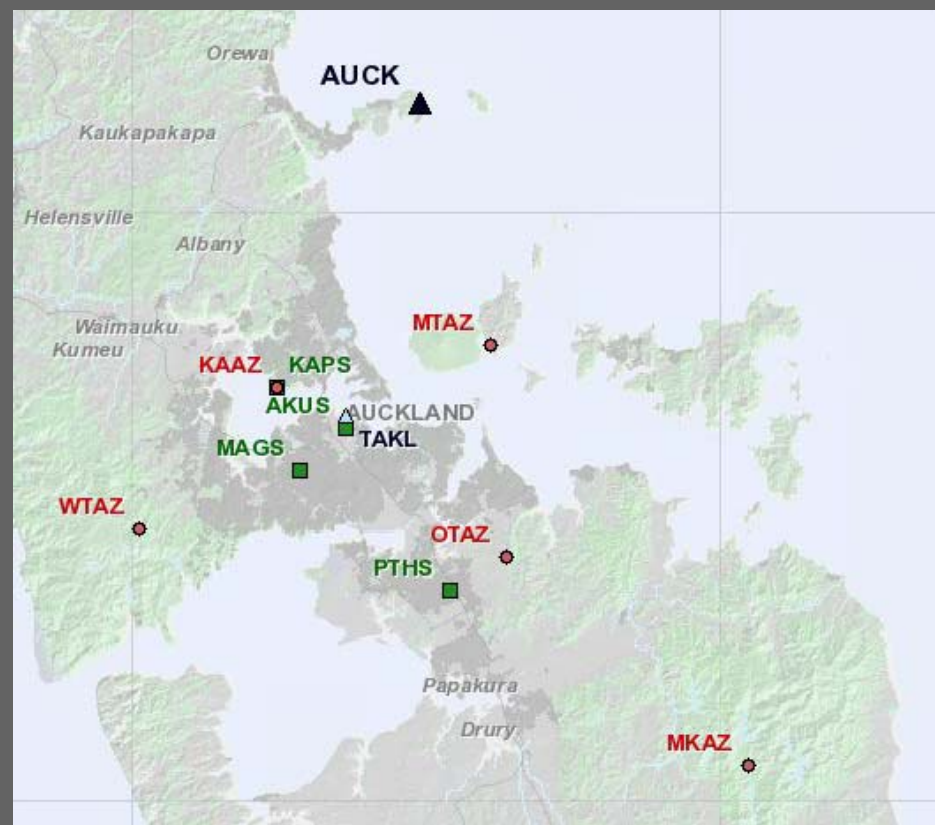 Orewa
AUCK
Kaukapakapa
Helensville
Albany
MTAZ
Waimauku
Kumeu
KAAZ KAPS
AKUS AUCKLAND
TAKL
MAGS
WTAZ
OTAZ
PTHS
Papakura
Drury
MKAZ